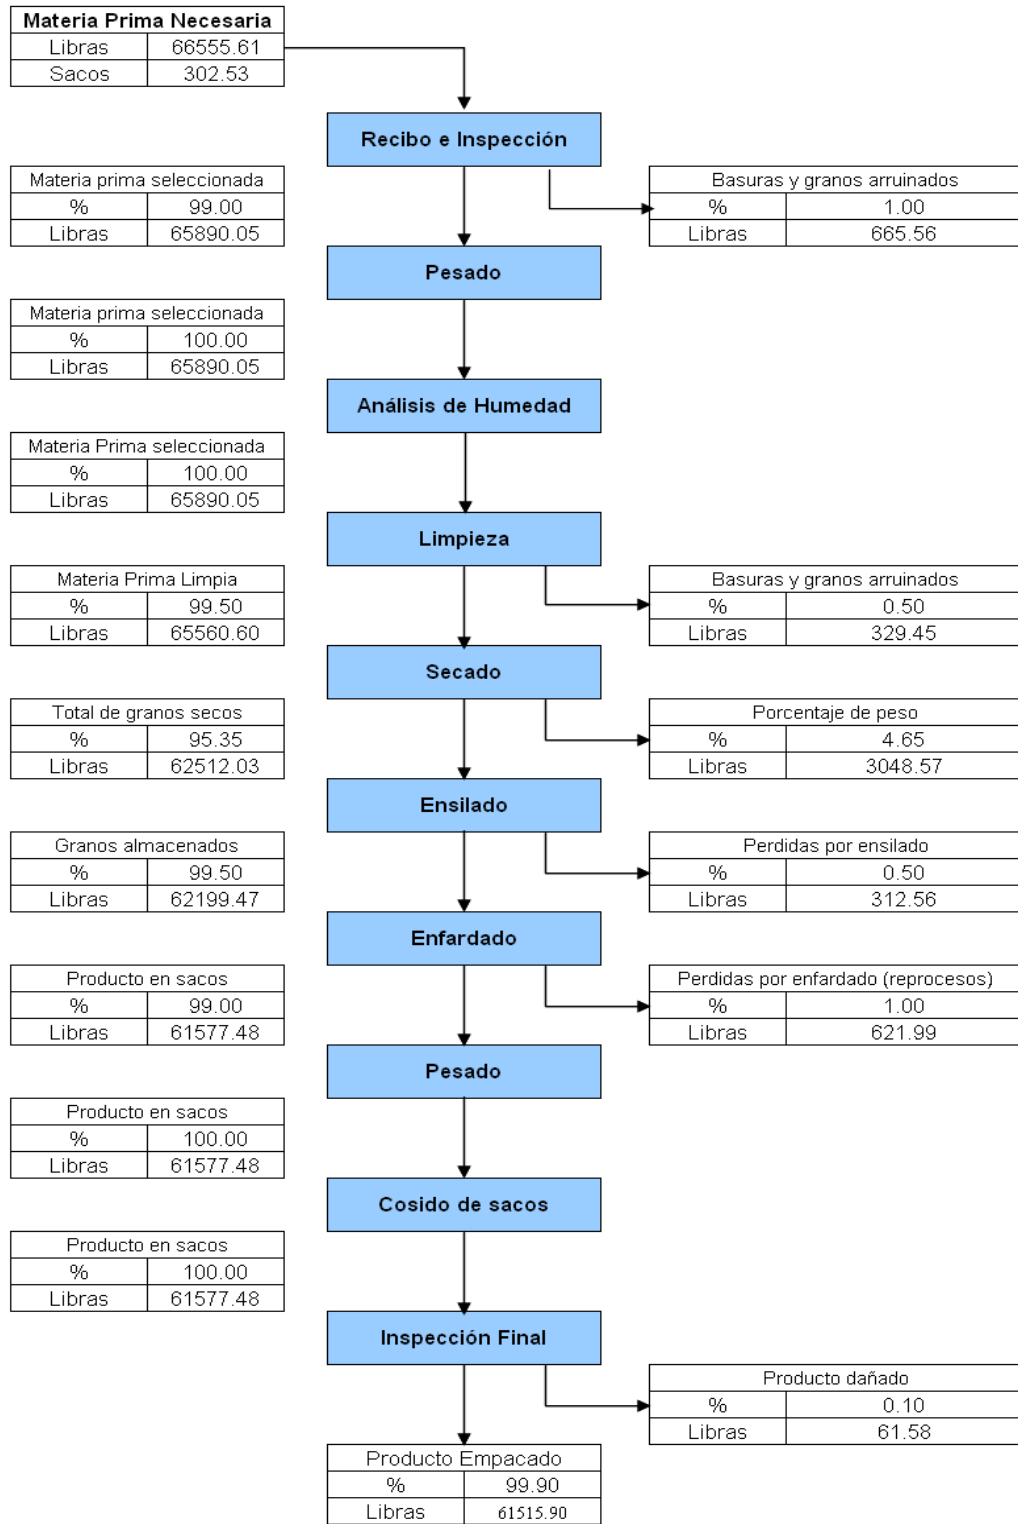 Materia Prima Necesaria
Libras 66555.61
Sacos 302.53
Recibo e Inspección
Materia prima seleccionada
% 99.00
Libras 65890.05
Basuras y granos arruinados
% 1.00
Libras 665.56
Pesado
Materia prima seleccionada
% 100.00
Libras 65890.05
Análisis de Humedad
Materia Prima seleccionada
% 100.00
Libras 65890.05
Limpieza
Materia Prima Limpia
% 99.50
Libras 65560.60
Basuras y granos arruinados
% 0.50
Libras 329.45
Secado
Total de granos secos
% 95.35
Libras 62512.03
Porcentaje de peso
% 4.65
Libras 3048.57
Ensilado
Granos almacenados
% 99.50
Libras 62199.47
Perdidas por ensilado
% 0.50
Libras 312.56
Enfardado
Producto en sacos
% 99.00
Libras 61577.48
Perdidas por enfardado (reprocesos)
% 1.00
Libras 621.99
Pesado
Producto en sacos
% 100.00
Libras 61577.48
Cosido de sacos
Producto en sacos
% 100.00
Libras 61577.48
Inspección Final
Producto dañado
% 0.10
Libras 61.58
Producto Empacado
% 99.90
Libras 61515.90